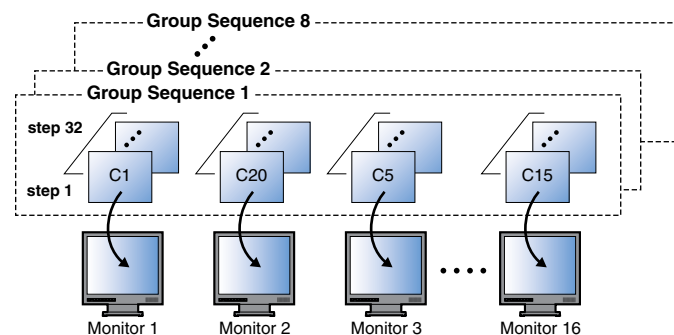 Group Sequence 8
Group Sequence 2
Group Sequence 1
step 32
step 1
C1 C20 C5 C15
Monitor 1 Monitor 2 Monitor 3 Monitor 16